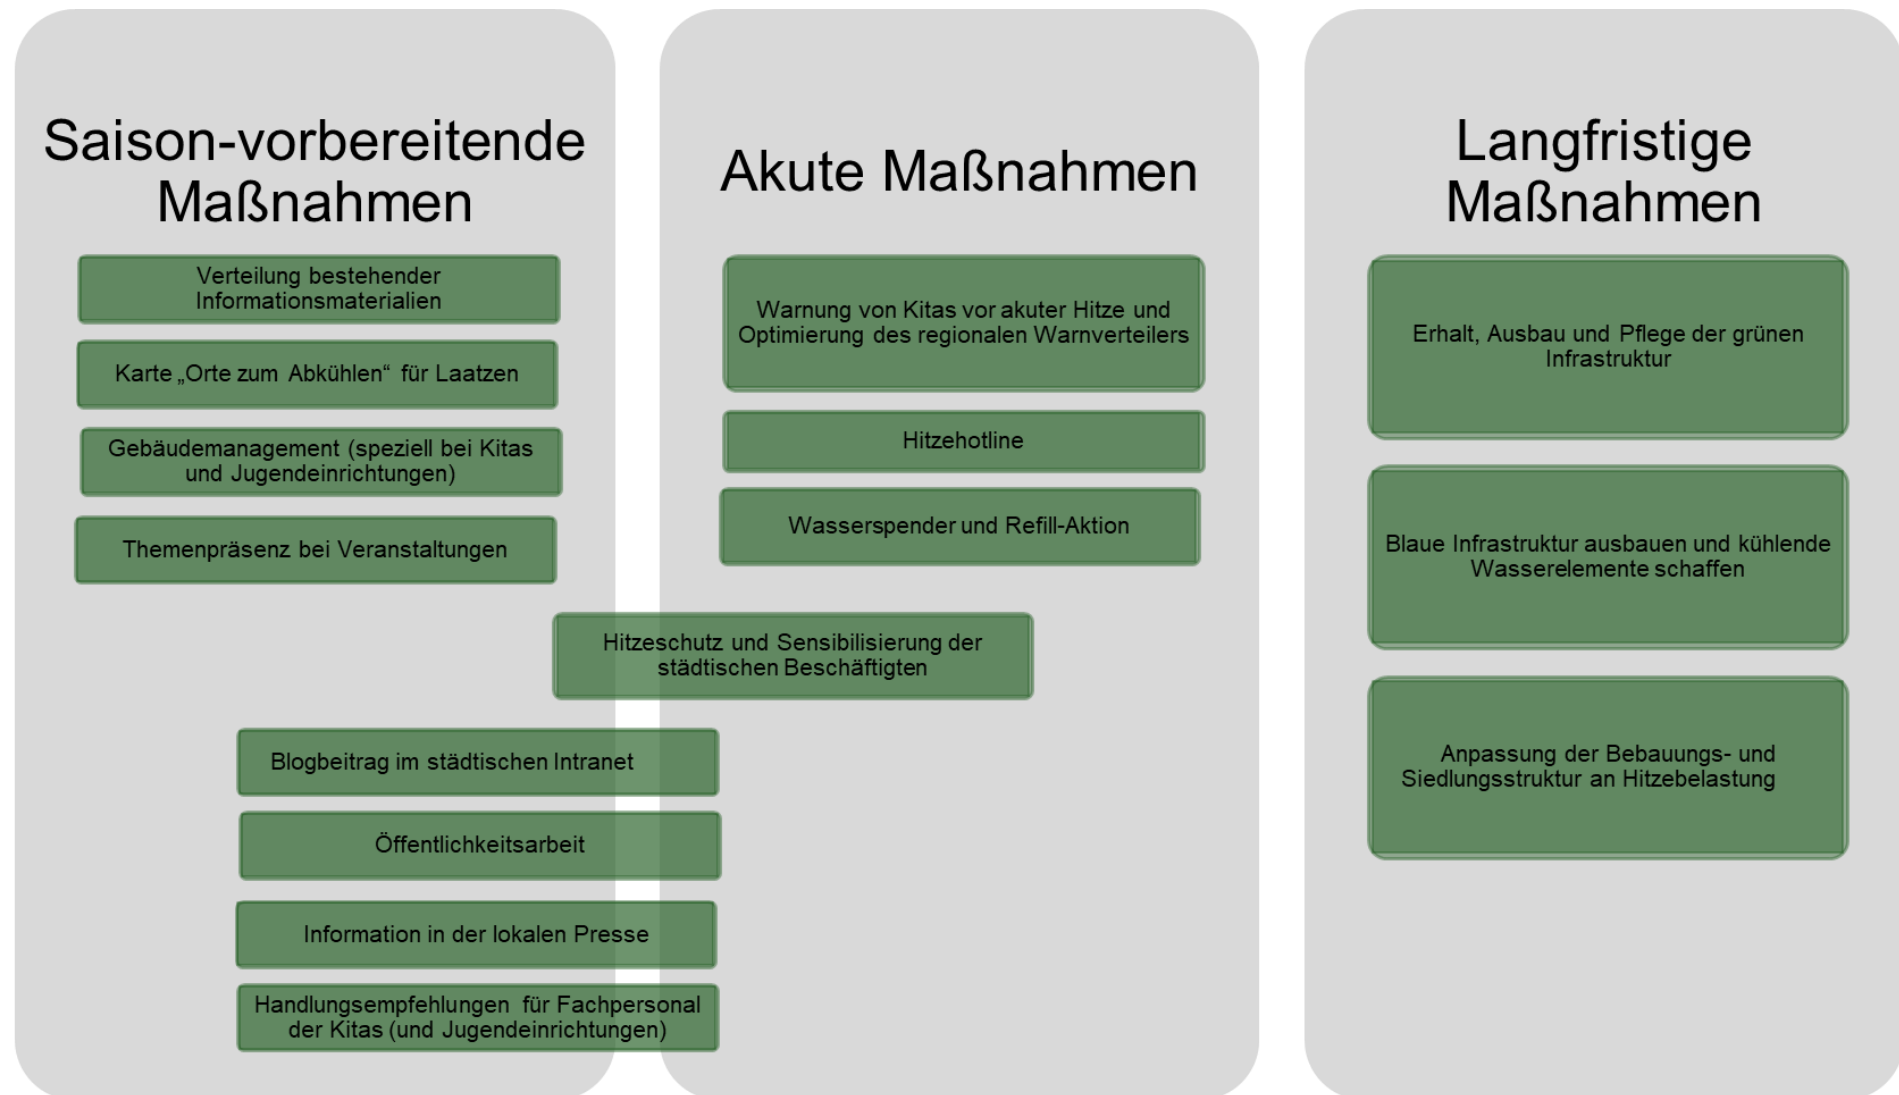 Saison-vorbereitende
Maßnahmen
Verteilung bestehender
Informationsmaterialien
Karte „Orte zum Abkühlen“ für Laatzen
Gebäudemanagement (speziell bei Kitas
und Jugendeinrichtungen)
Themenpräsenz bei Veranstaltungen
Akute Maßnahmen
Warnung von Kitas vor akuter Hitze und
Optimierung des regionalen Warnverteilers
Hitzehotline
Wasserspender und Refill-Aktion
Hitzeschutz und Sensibilisierung der
städtischen Beschäftigten
Blogbeitrag im städtischen Intranet
Öffentlichkeitsarbeit
Information in der lokalen Presse
Handlungsempfehlungen für Fachpersonal
der Kitas (und Jugendeinrichtungen)
Langfristige
Maßnahmen
Erhalt, Ausbau und Pflege der grünen
Infrastruktur
Blaue Infrastruktur ausbauen und kühlende
Wasserelemente schaffen
Anpassung der Bebauungs- und
Siedlungsstruktur an Hitzebelastung